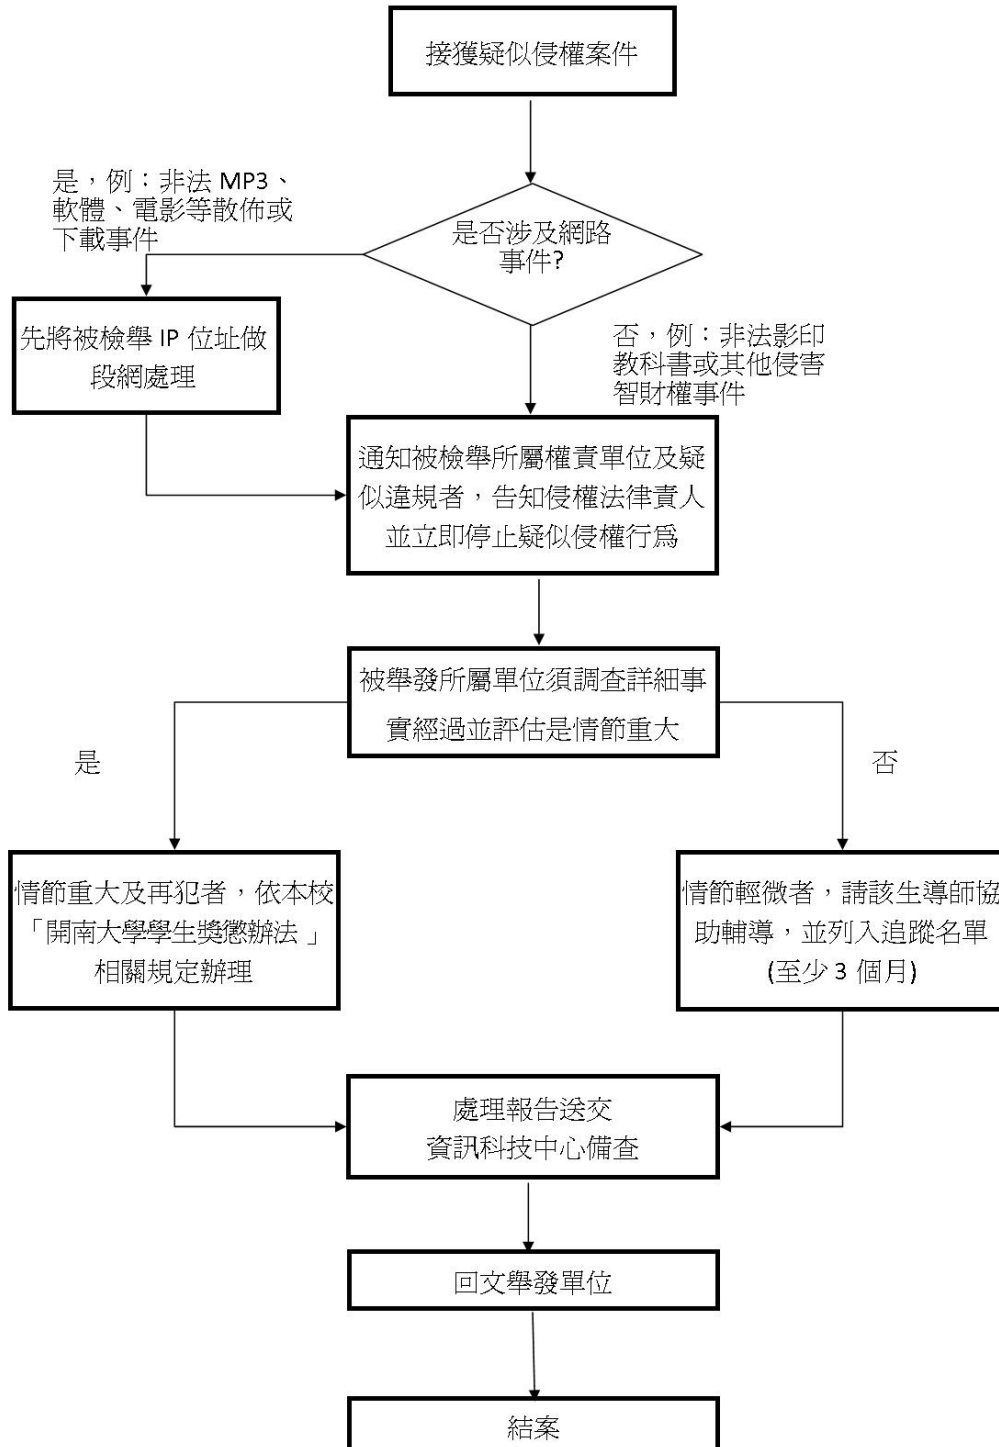 接獲疑似侵權案件
是，例：非法 MP3、
軟體、電影等散佈或
下載事件
是否涉及網路
事件?
先將被檢舉 IP 位址做
段網處理
否，例：非法影印
教科書或其他侵害
智財權事件
通知被檢舉所屬權責單位及疑
似違規者，告知侵權法律責人
並立即停止疑似侵權行爲
被舉發所屬單位須調查詳細事
實經過並評估是情節重大
是
否
情節重大及再犯者，依本校
「開南大學學生獎懲辦法 」
相關規定辦理
情節輕微者，請該生導師協
助輔導，並列入追蹤名單
(至少 3 個月)
處理報告送交
資訊科技中心備查
回文舉發單位
結案